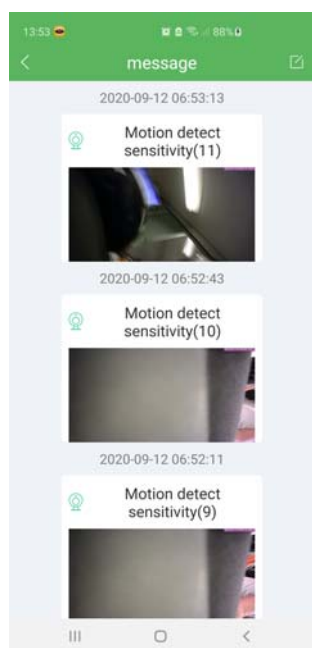 13:53 88%
message
2020-09-12 06:53:13
Motion detect
sensitivity(11)
2020-09-12 06:52:43
Motion detect
sensitivity(10)
2020-09-12 06:52:11
Motion detect
sensitivity(9)